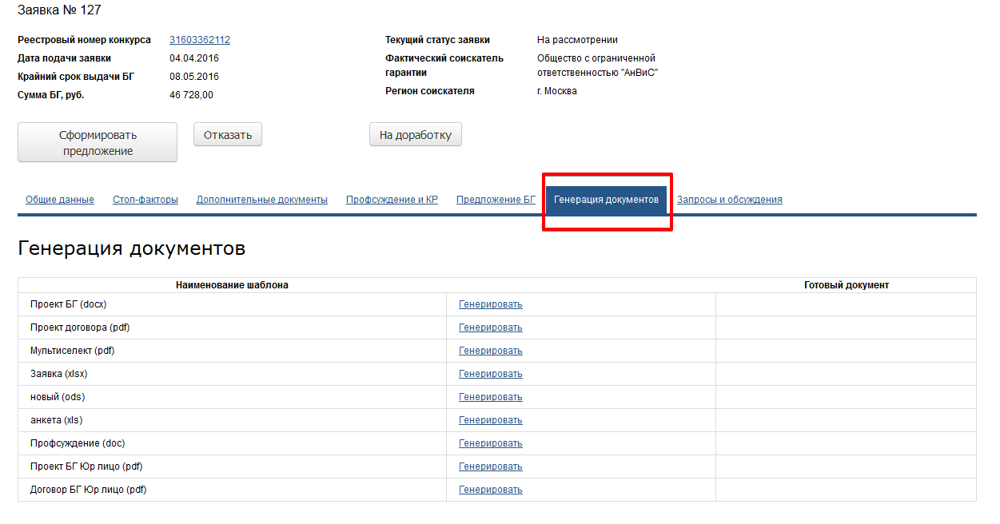 Заявка № 127
Реестровый номер конкурса 31603362112
Дата подачи заявки 04.04.2016
Крайний срок выдачи БГ 08.05.2016
Сумма БГ, руб. 46 728,00
Текущий статус заявки На рассмотрении
Фактический соискатель гарантии Общество с ограниченной
ответственностью "АнВиС"
Регион соискателя г. Москва
Сформировать
предложение
Отказать
На доработку
Общие данные Стоп-факторы Дополнительные документы Профсуждение и КР Предложение БГ Генерация документов Запросы и обсуждения
Генерация документов
Наименование шаблона Готовый документ
Проект БГ (docx) Генерировать
Проект договора (pdf) Генерировать
Мультиселект (pdf) Генерировать
Заявка (xlsx) Генерировать
новый (ods) Генерировать
анкета (xls) Генерировать
Профсуждение (doc) Генерировать
Проект БГ Юр лицо (pdf) Генерировать
Договор БГ Юр лицо (pdf) Генерировать